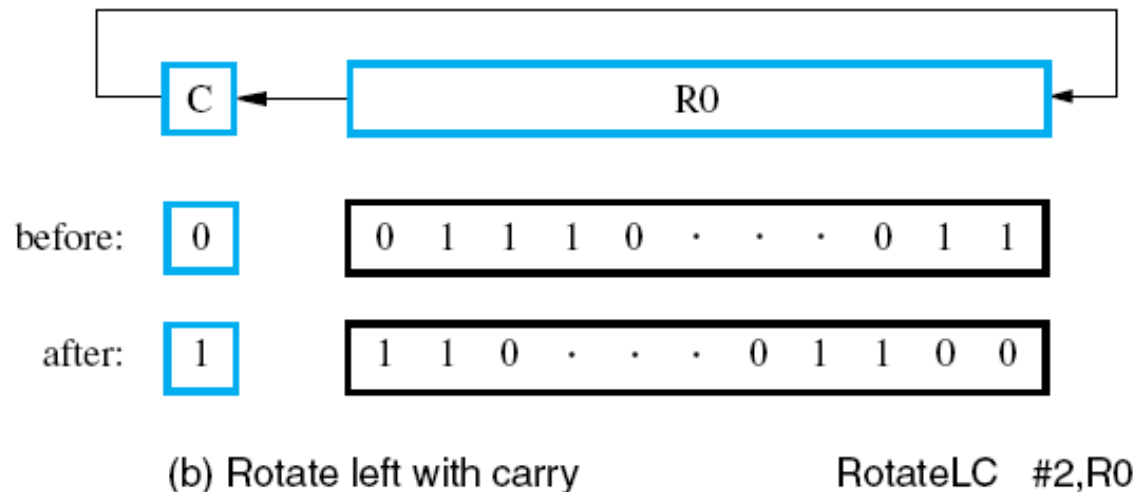 C R0
before: 0 0 1 1 1 0 · · · 0 1 1
after: 1 1 1 0 · · · 0 1 1 0 0
(b) Rotate left with carry RotateLC #2,R0